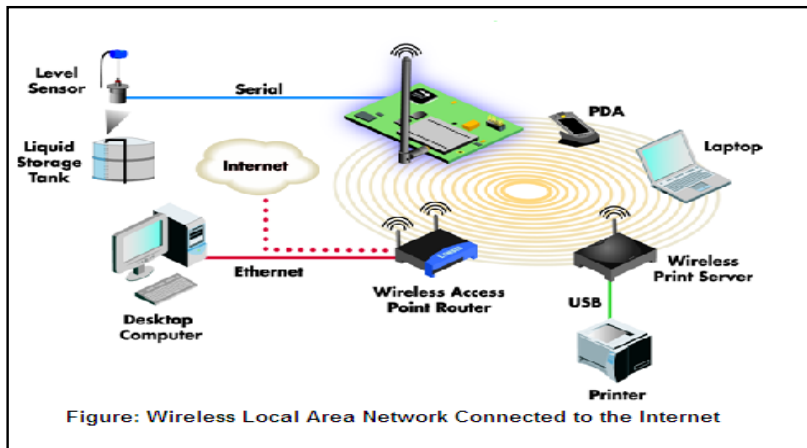 Level
Sensor
Serial
PDA
Laptop
Liquid
Storage
Tank
Internet
Ethernet
Desktop
Computer
Wireless Access
Point Router
Wireless
Print Server
USB
Printer
Figure: Wireless Local Area Network Connected to the Internet